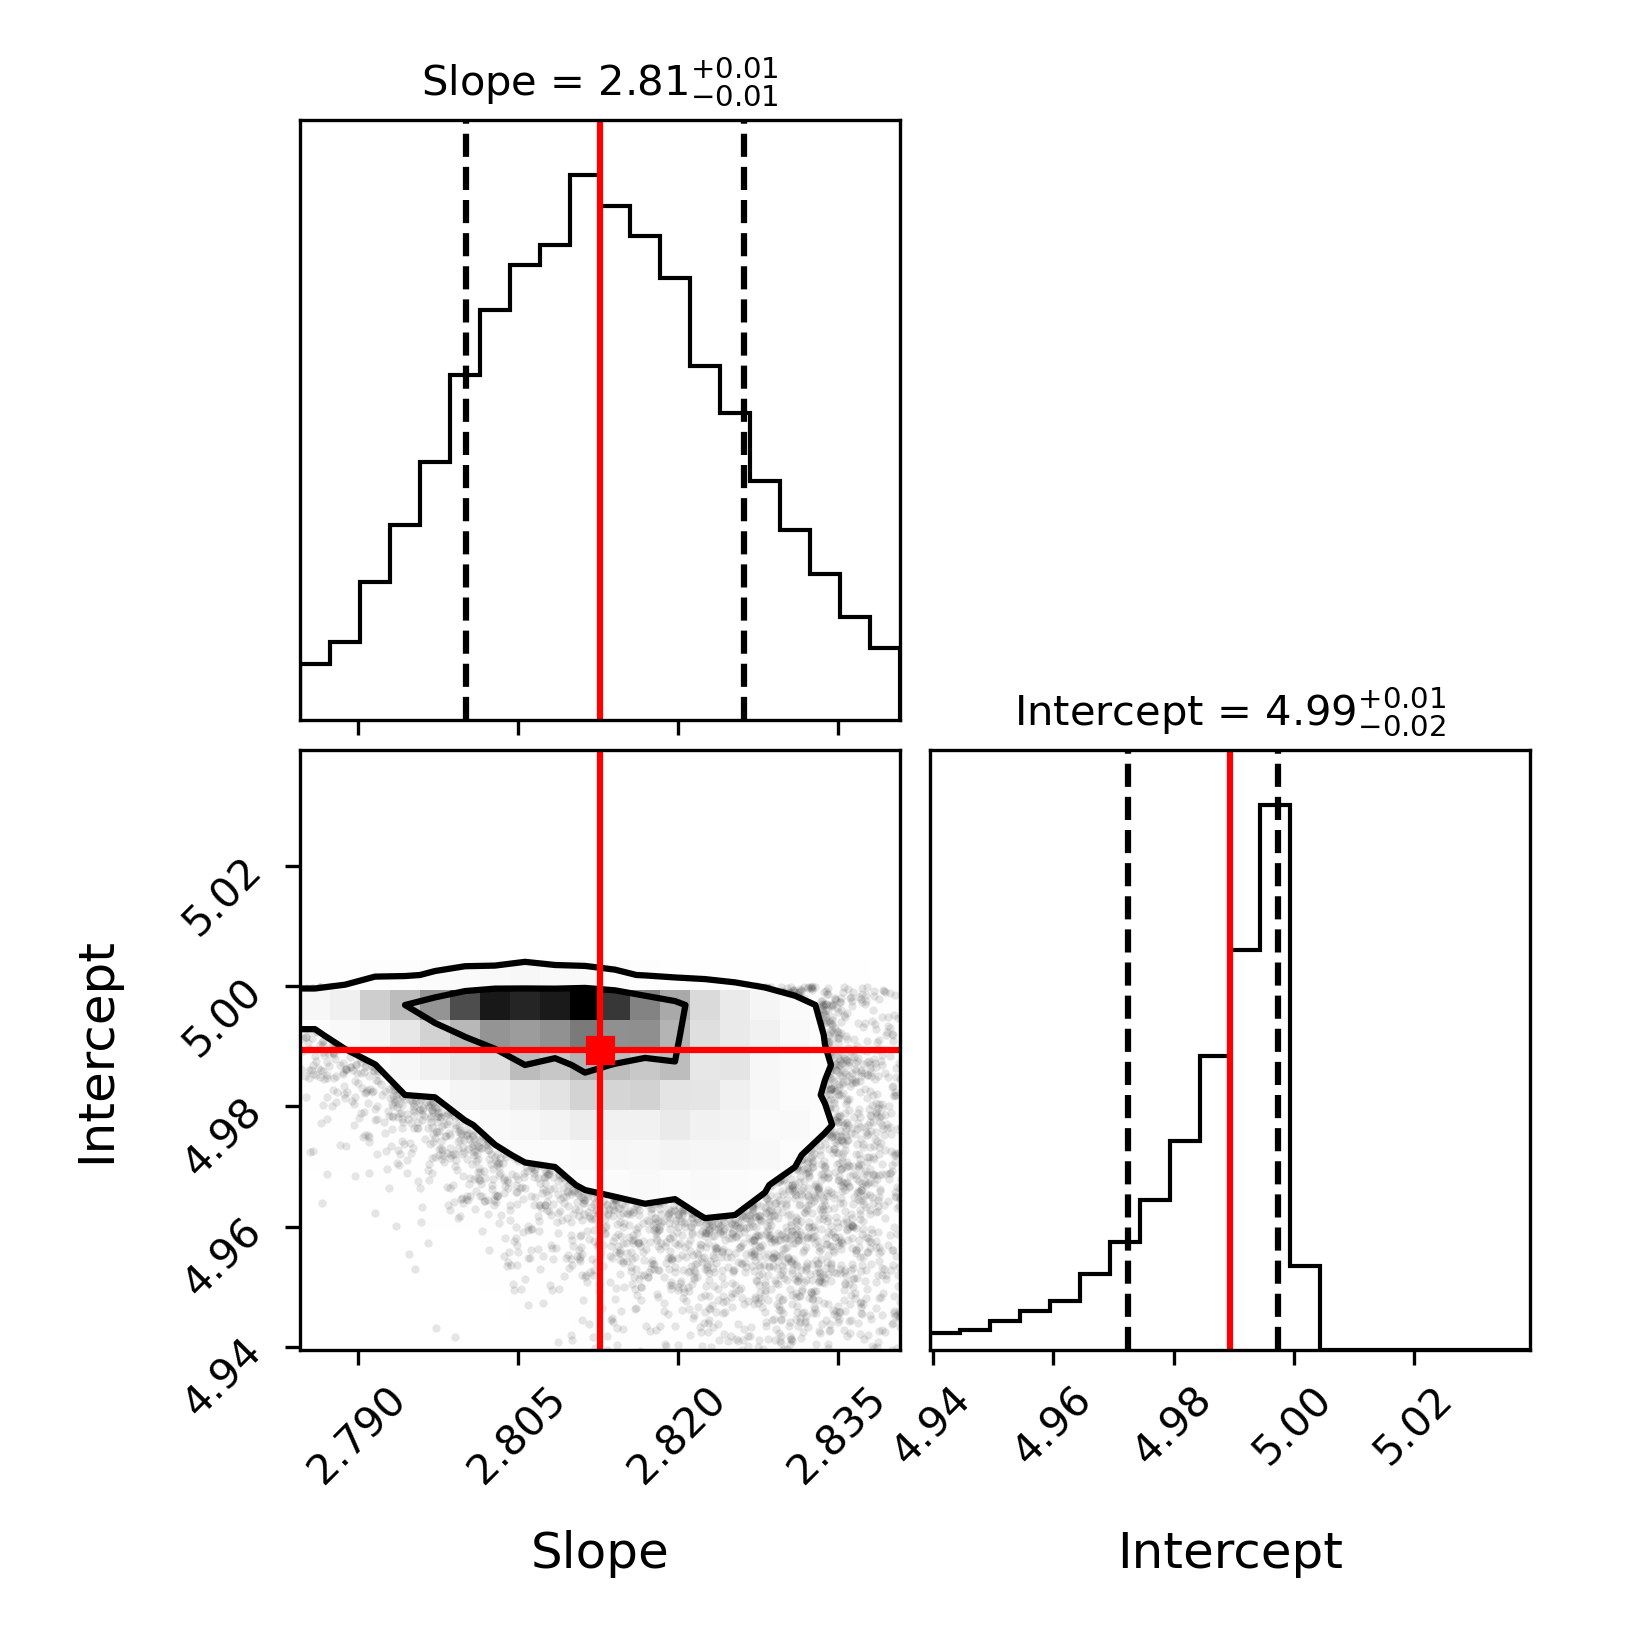 Slope = 2.81 +0.01 −0.01
Intercept = 4.99 +0.01 −0.02
Intercept
5.02
5.00
4.98
4.96
4.94
2.790 2.805 2.820 2.835
4.94 4.96 4.98 5.00 5.02
Slope
Intercept